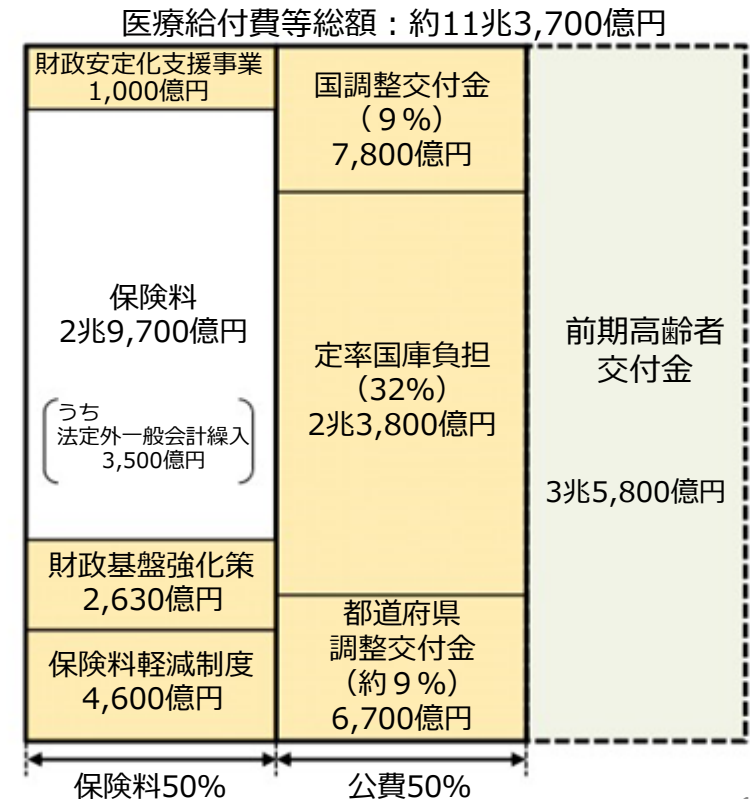 医療給付費等総額：約11兆3,700億円
財政安定化支援事業
1,000億円
保険料
2兆9,700億円
うち
法定外一般会計繰入
3,500億円
財政基盤強化策
2,630億円
保険料軽減制度
4,600億円
国調整交付金
（９％）
7,800億円
定率国庫負担
（32%）
2兆3,800億円
都道府県
調整交付金
（約９％）
6,700億円
前期高齢者
交付金
3兆5,800億円
保険料50%
公費50%